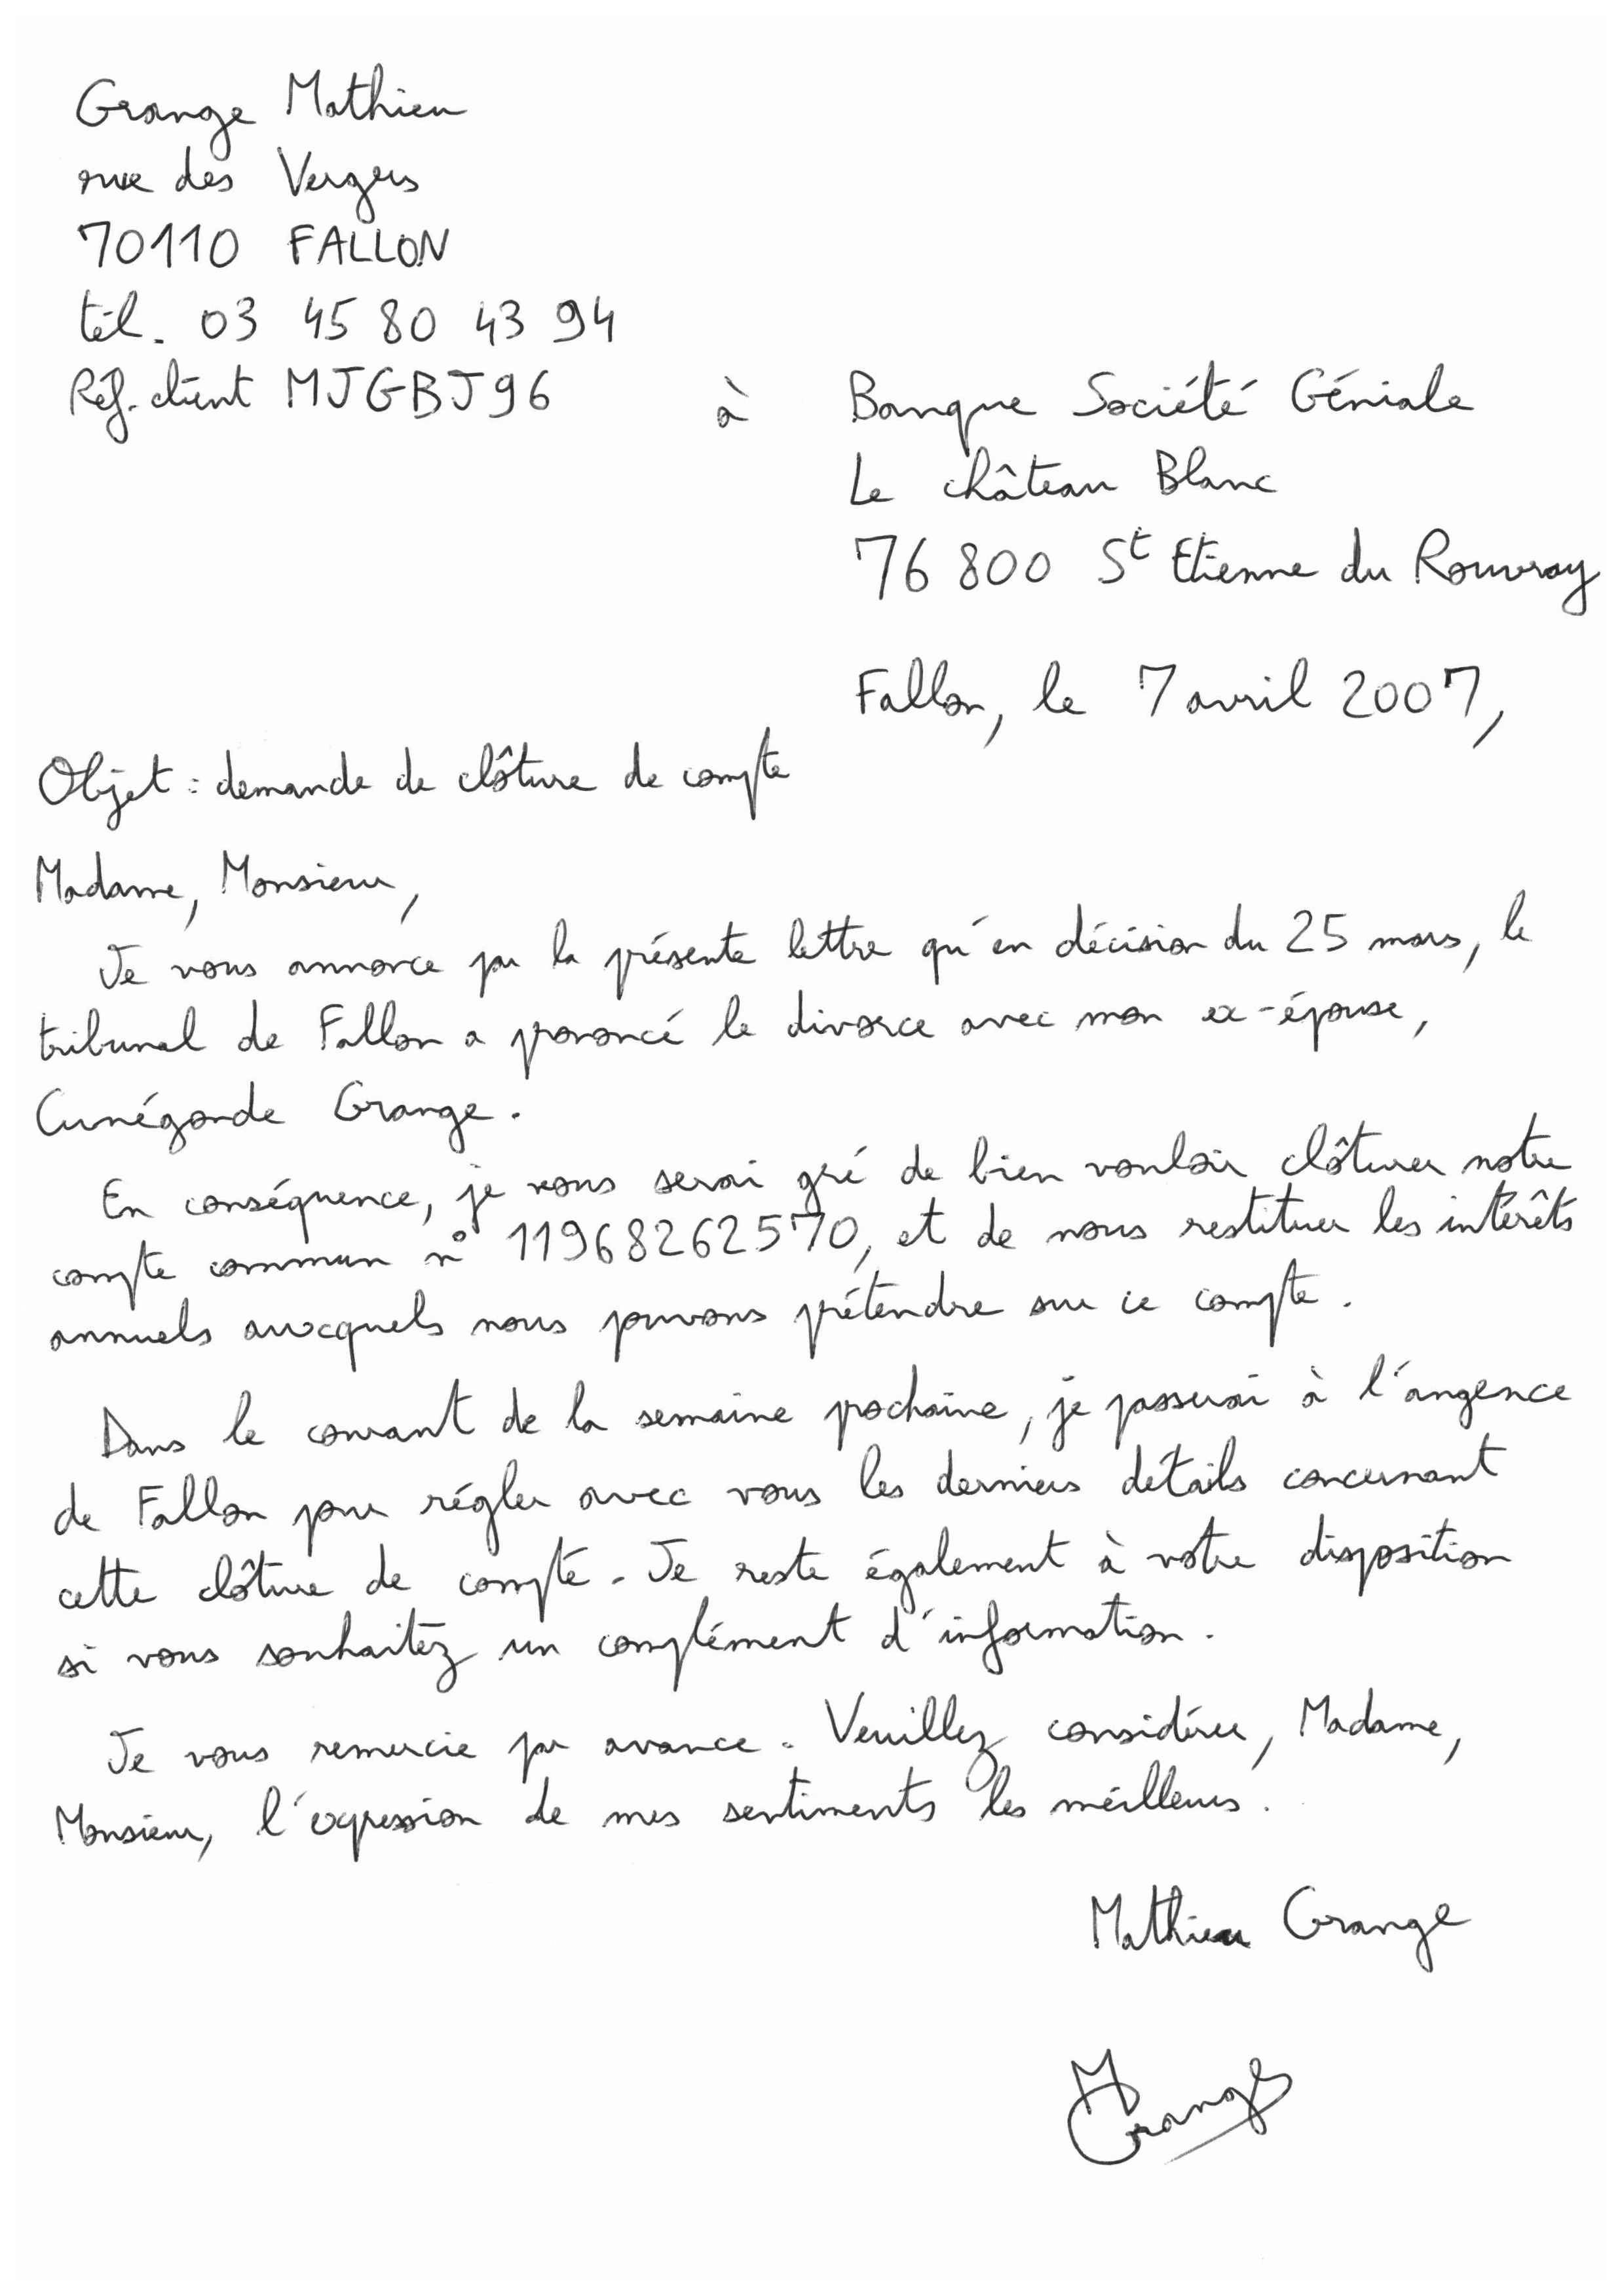 Grange Mathieu
rue des Vergers
70110 FALLON
tél. 03 45 80 43 94
Réf. client MJGBJ96
à Banque Société Géniale
Le château Blanc
76 800 St Etienne du Rouvray
Fallon, le 7 avril 2007,
Objet : demande de clôture de compte
Madame, Monsieur,
Je vous annonce par la présente lettre qu'en décision du 25 mars, le
tribunal de Fallon a prononcé le divorce avec mon ex-épouse,
Cunégonde Grange.
En conséquence, je vous serai gré de bien vouloir clôturer notre
compte commun n° 11968262570, et de nous restituer les intérêts
annuels auxquels nous pouvons prétendre sur ce compte.
Dans le courant de la semaine prochaine, je passerai à l'angence
de Fallon pour régler avec vous les derniers détails concernant
cette clôture de compte. Je reste également à votre disposition
si vous souhaitez un complément d'information.
Je vous remercie par avance. Veuillez considérer, Madame,
Monsieur, l'expression de mes sentiments les meilleurs.
Mathieu Grange
M Grange